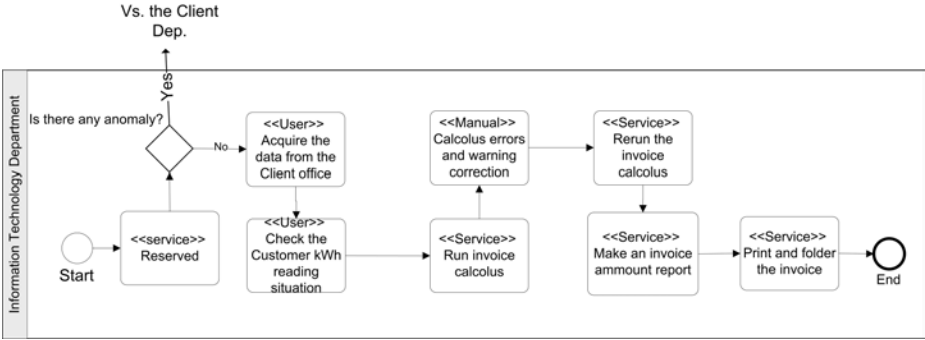 Vs. the Client
Dep.
Yes
Information Technology Department
Is there any anomaly?
No
<<User>>
Acquire the
data from the
Client office
<<Manual>>
Calcolus errors
and warning
correction
<<Service>>
Rerun the
invoice
calcolus
Start
<<service>>
Reserved
<<User>>
Check the
Customer kWh
reading
situation
<<Service>>
Run invoice
calcolus
<<Service>>
Make an invoice
ammount report
<<Service>>
Print and folder
the invoice
End